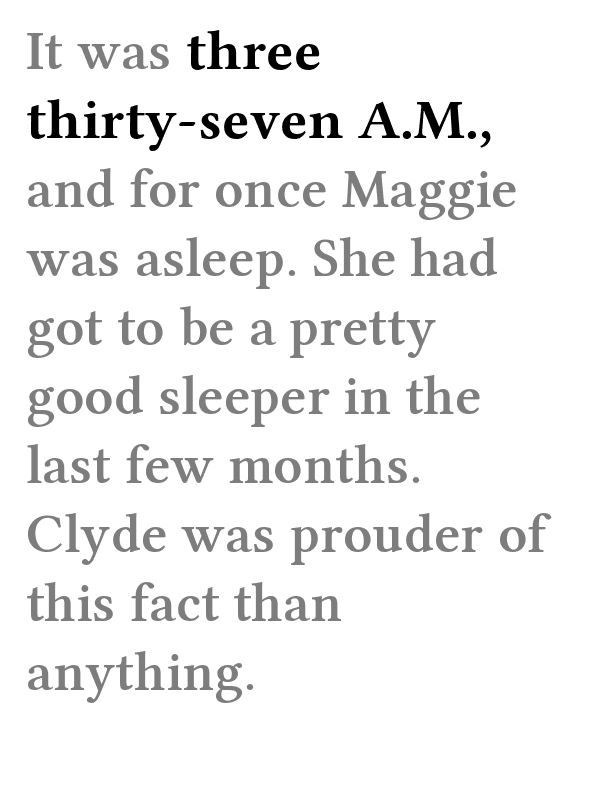 It was three
thirty-seven A.M.,
and for once Maggie
was asleep. She had
got to be a pretty
good sleeper in the
last few months.
Clyde was prouder of
this fact than
anything.